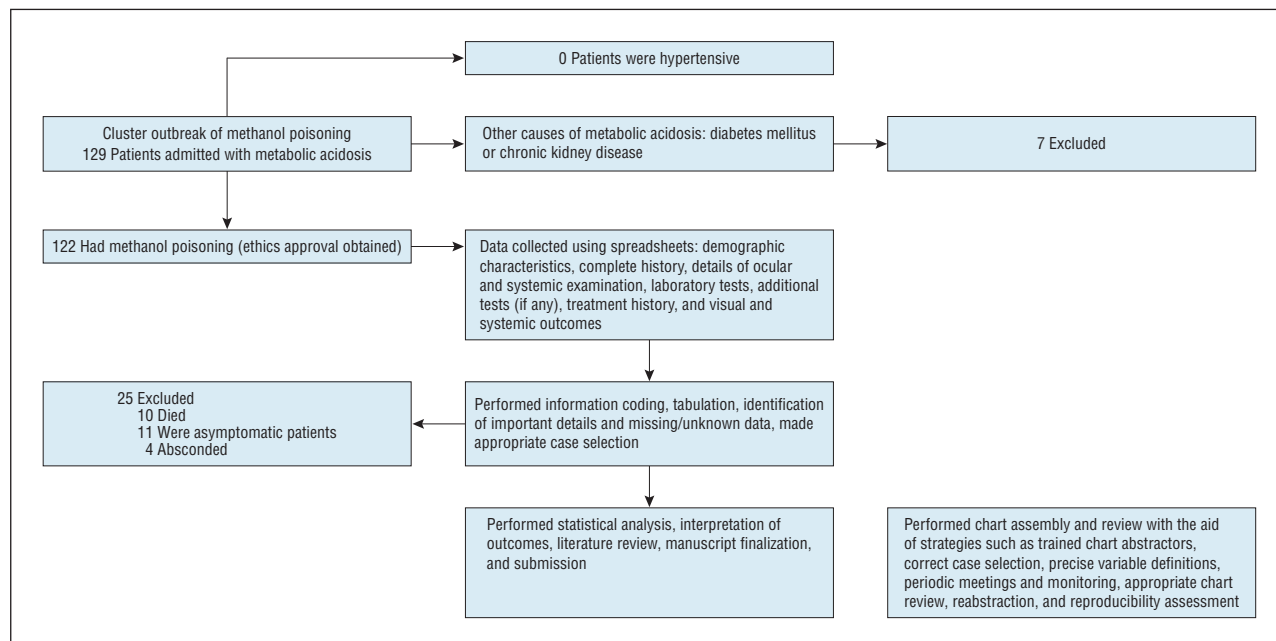 0 Patients were hypertensive
Cluster outbreak of methanol poisoning
129 Patients admitted with metabolic acidosis
Other causes of metabolic acidosis: diabetes mellitus
or chronic kidney disease
7 Excluded
122 Had methanol poisoning (ethics approval obtained)
Data collected using spreadsheets: demographic
characteristics, complete history, details of ocular
and systemic examination, laboratory tests, additional
tests (if any), treatment history, and visual and
systemic outcomes
25 Excluded
10 Died
11 Were asymptomatic patients
4 Absconded
Performed information coding, tabulation, identification
of important details and missing/unknown data, made
appropriate case selection
Performed statistical analysis, interpretation of
outcomes, literature review, manuscript finalization,
and submission
Performed chart assembly and review with the aid
of strategies such as trained chart abstractors,
correct case selection, precise variable definitions,
periodic meetings and monitoring, appropriate chart
review, reabstraction, and reproducibility assessment